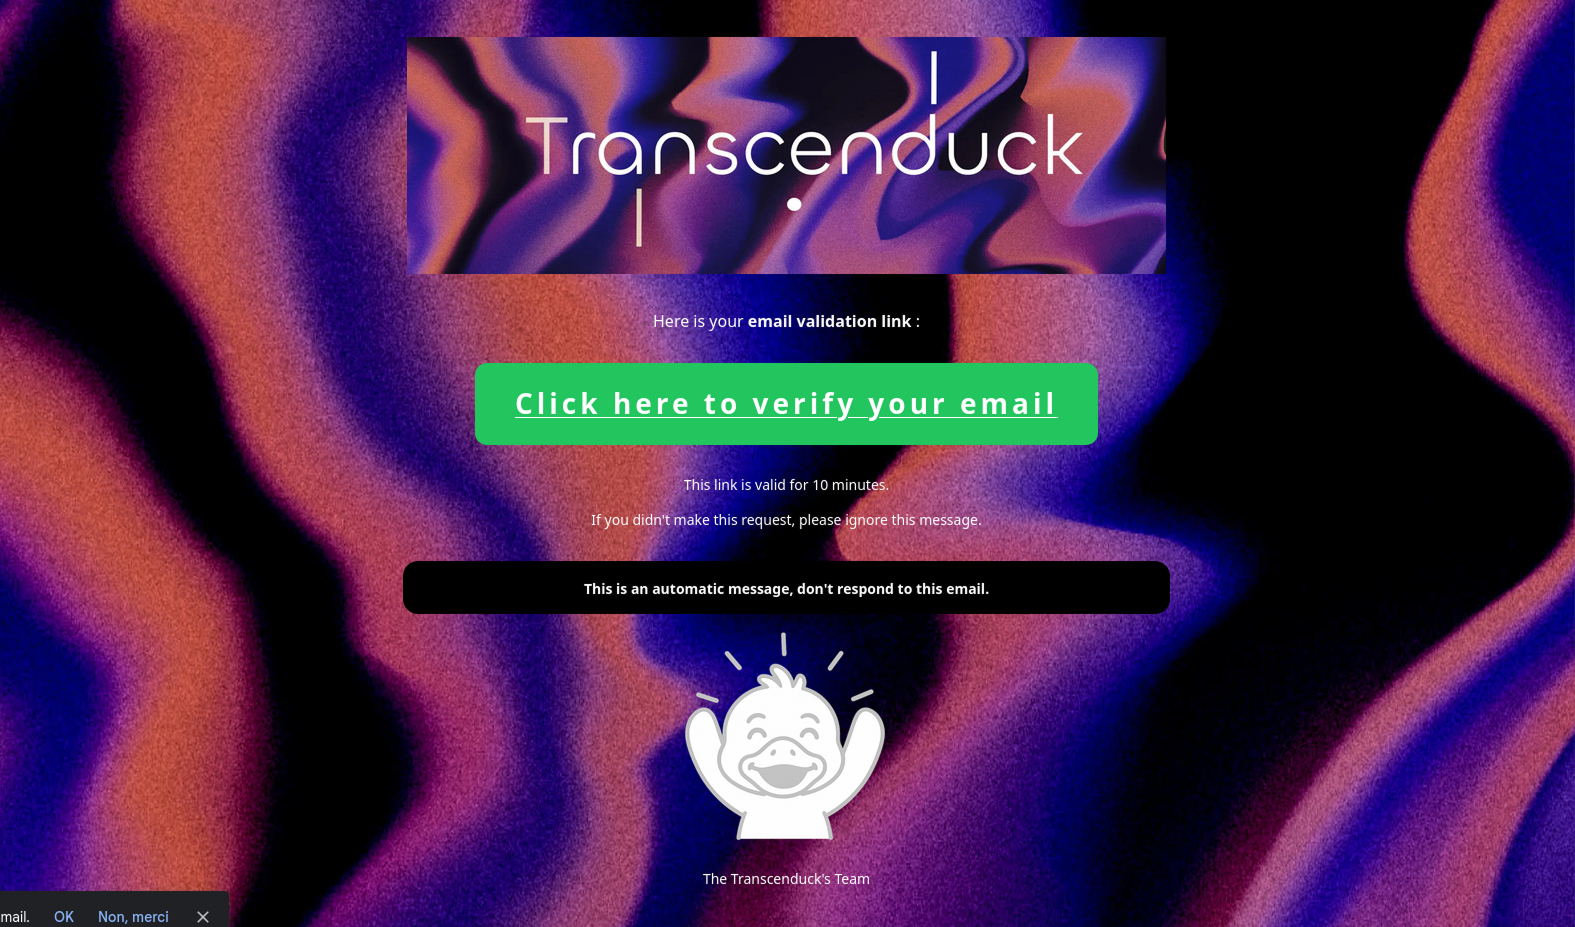 Transcenduck
Here is your email validation link :
Click here to verify your email
This link is valid for 10 minutes.
If you didn't make this request, please ignore this message.
This is an automatic message, don't respond to this email.
The Transcenduck's Team
mail. OK Non, merci